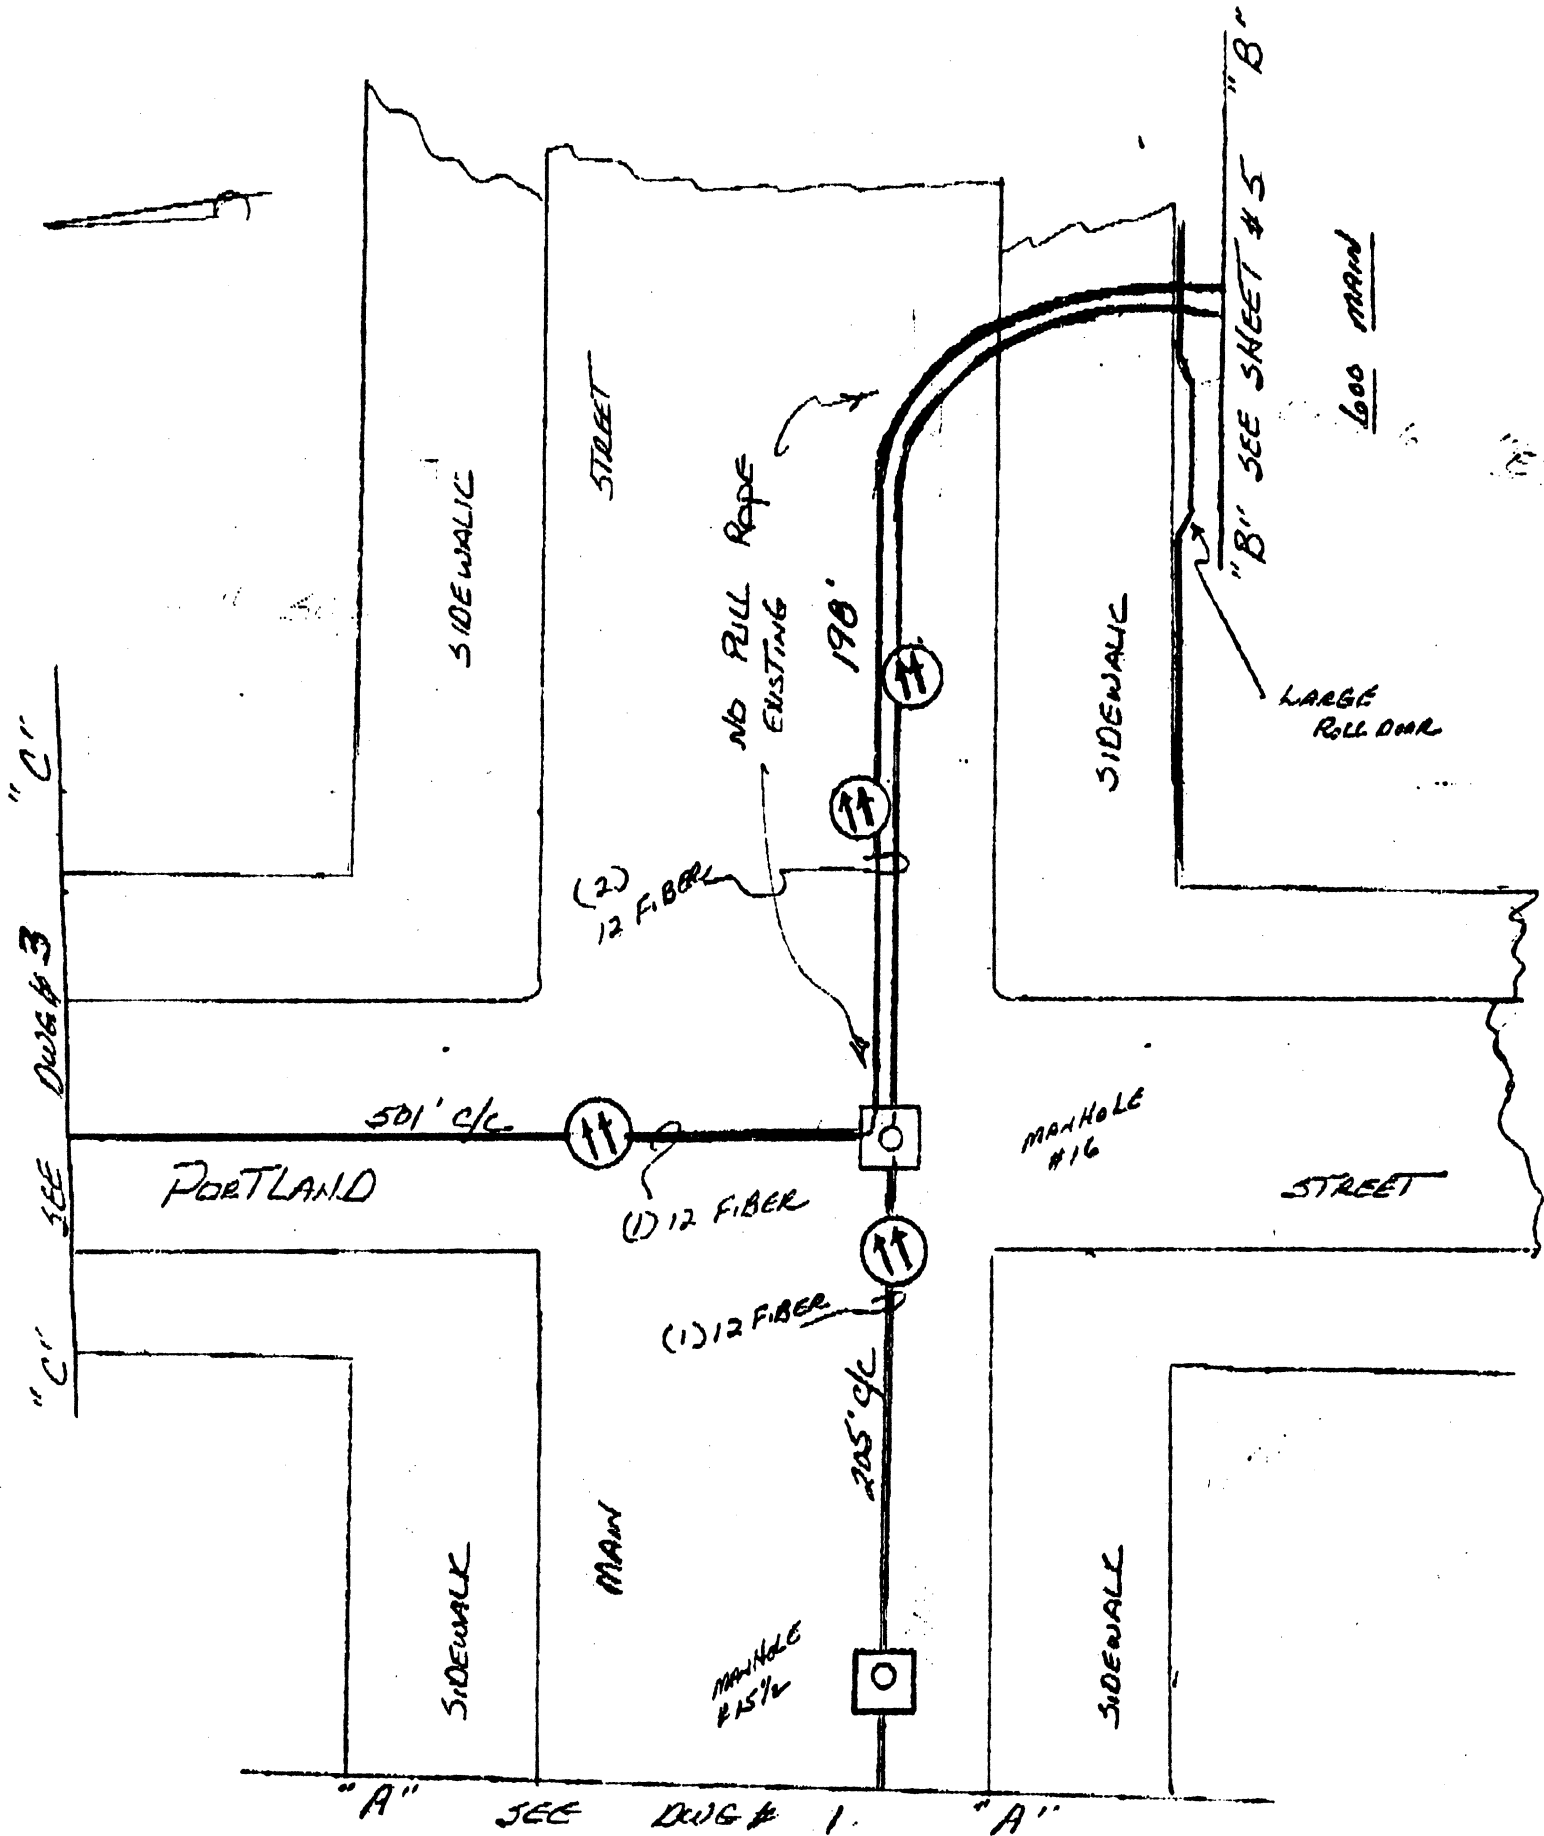 "B" SEE SHEET # 5 "B"
600 MAIN
SIDEWALK
STREET
NO PULL ROPE
EXISTING
198'
SIDEWALK
LARGE
ROLL DOOR
"C" SEE DWG # 3 "C"
(2)
12 FIBER
501' C/C
MANHOLE
#16
PORTLAND
STREET
(1) 12 FIBER
(1) 12 FIBER
205' C/C
SIDEWALK
MAIN
MANHOLE
#15 1/2
SIDEWALK
"A" SEE DWG # 1. "A"